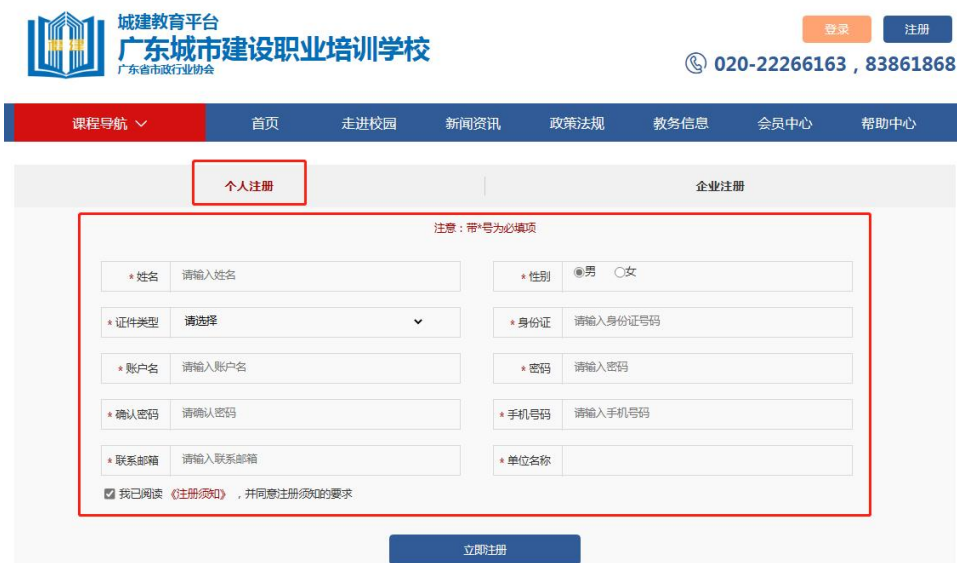 城建教育平台
广东城市建设职业培训学校
广东省市政行业协会
登录 注册
020-22266163，83861868
课程导航 首页 走进校园 新闻资讯 政策法规 教务信息 会员中心 帮助中心
个人注册 企业注册
注意：带*号为必填项
*姓名 请输入姓名 *性别 男 女
*证件类型 请选择 *身份证 请输入身份证号码
*账户名 请输入账户名 *密码 请输入密码
*确认密码 请确认密码 *手机号码 请输入手机号码
*联系邮箱 请输入联系邮箱 *单位名称
我已阅读《注册须知》，并同意注册须知的要求
立即注册